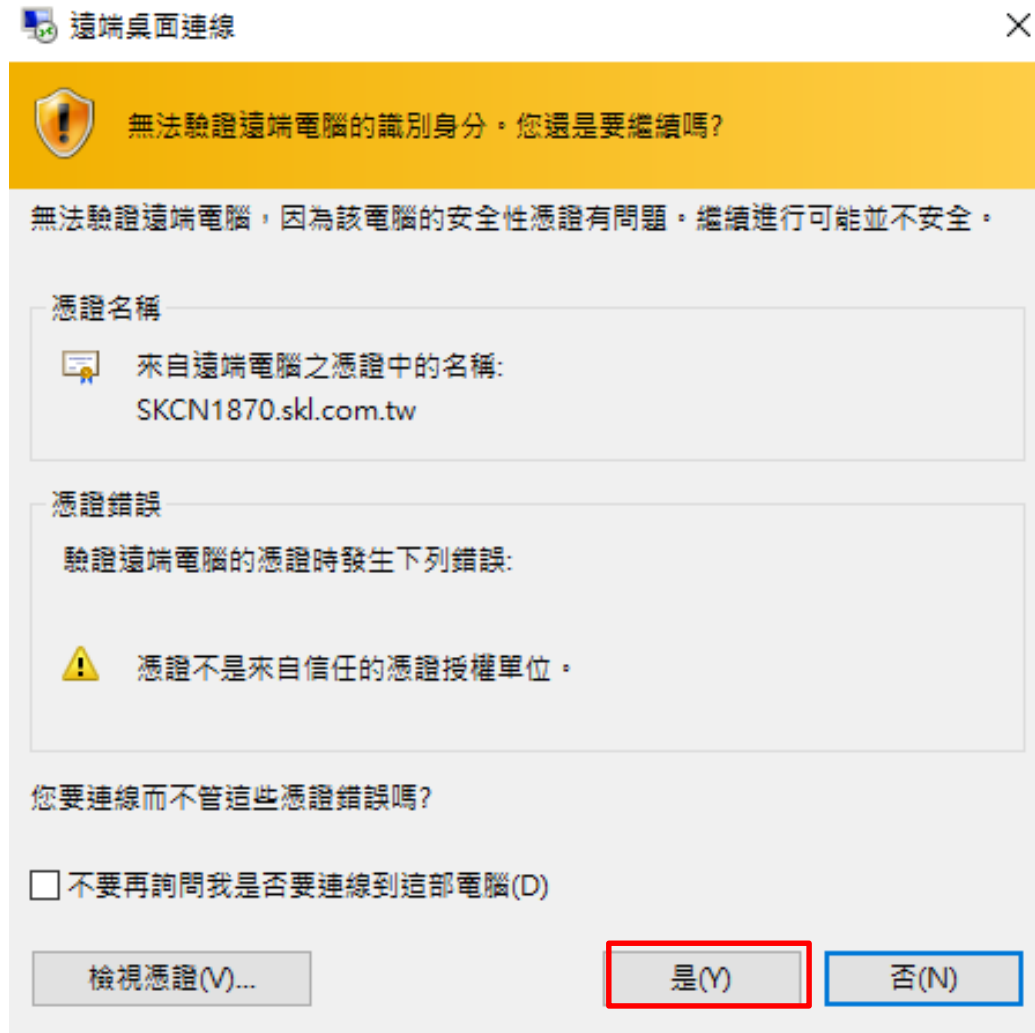 遠端桌面連線
無法驗證遠端電腦的識別身分。您還是要繼續嗎?
無法驗證遠端電腦，因為該電腦的安全性憑證有問題。繼續進行可能並不安全。
憑證名稱
來自遠端電腦之憑證中的名稱:
SKCN1870.skl.com.tw
憑證錯誤
驗證遠端電腦的憑證時發生下列錯誤:
憑證不是來自信任的憑證授權單位。
您要連線而不管這些憑證錯誤嗎?
不要再詢問我是否要連線到這部電腦(D)
檢視憑證(V)...
是(Y)
否(N)